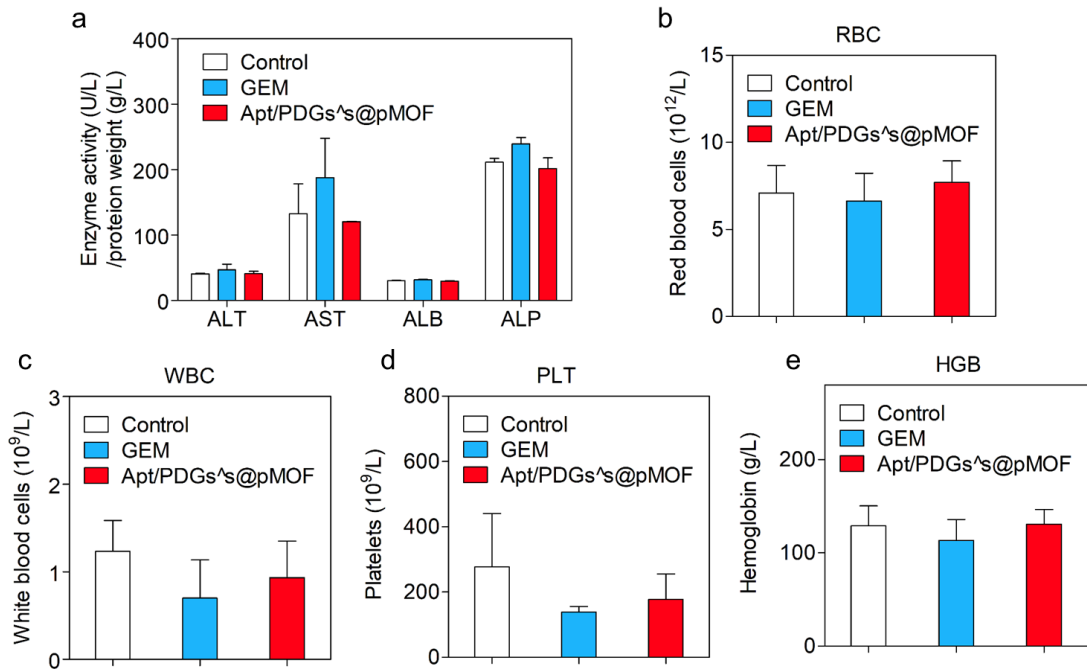 a
Enzyme activity (U/L)
/proteion weight (g/L)
400
300
200
100
0
Control
GEM
Apt/PDGs^s@pMOF
ALT AST ALB ALP
b
RBC
Red blood cells (10¹²/L)
15
10
5
0
Control
GEM
Apt/PDGs^s@pMOF
c
WBC
White blood cells (10⁹/L)
3
2
1
0
Control
GEM
Apt/PDGs^s@pMOF
d
PLT
Platelets (10⁹/L)
800
600
400
200
0
Control
GEM
Apt/PDGs^s@pMOF
e
HGB
Hemoglobin (g/L)
200
100
0
Control
GEM
Apt/PDGs^s@pMOF